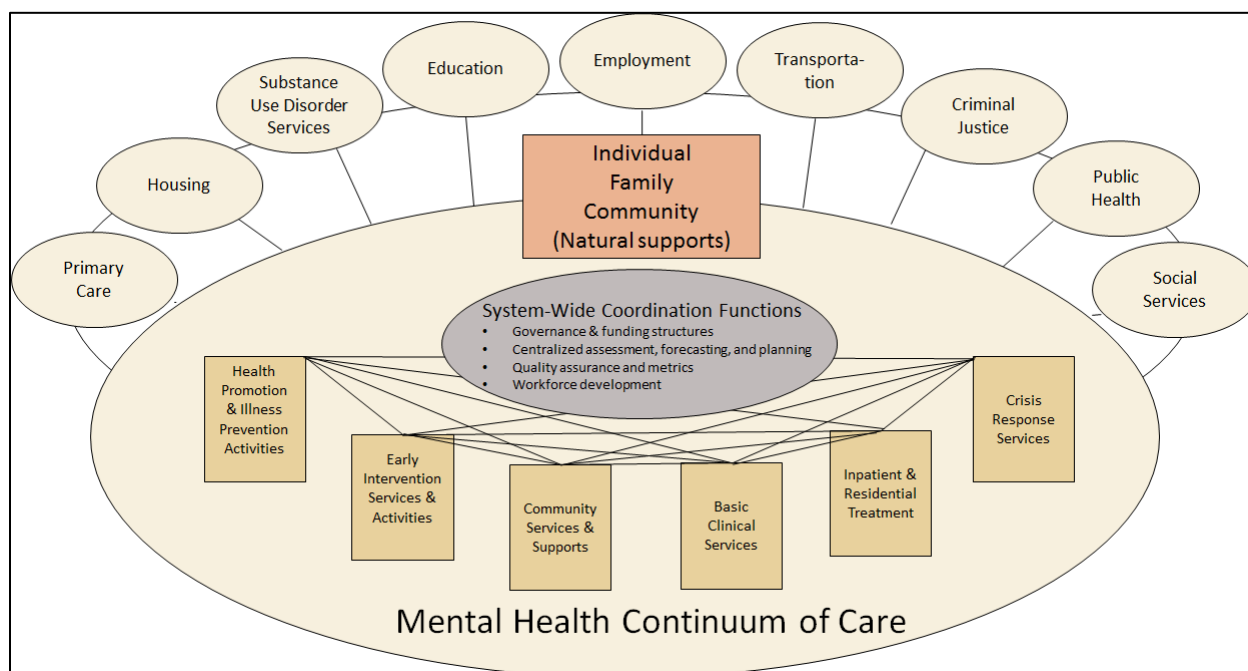 Employment
Education
Transporta-
tion
Substance
Use Disorder
Services
Criminal
Justice
Individual
Family
Community
(Natural supports)
Housing
Public
Health
Primary
Care
Social
Services
System-Wide Coordination Functions
• Governance & funding structures
• Centralized assessment, forecasting, and planning
• Quality assurance and metrics
• Workforce development
Health
Promotion
& Illness
Prevention
Activities
Early
Intervention
Services &
Activities
Community
Services &
Supports
Basic
Clinical
Services
Inpatient &
Residential
Treatment
Crisis
Response
Services
Mental Health Continuum of Care